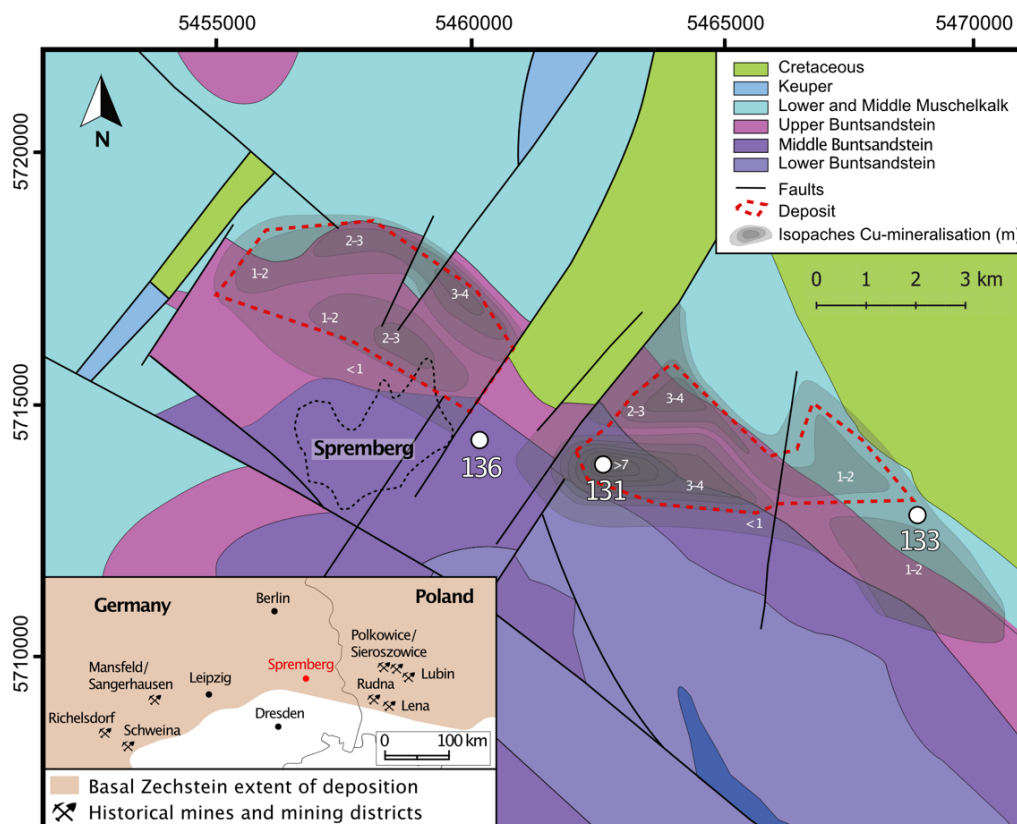 5455000 5460000 5465000 5470000
5720000
5715000
5710000
N
Cretaceous
Keuper
Lower and Middle Muschelkalk
Upper Buntsandstein
Middle Buntsandstein
Lower Buntsandstein
Faults
Deposit
Isopaches Cu-mineralisation (m)
0 1 2 3 km
2-3
1-2
3-4
1-2
2-3
<1
3-4
2-3
Spremberg
136
>7
131
3-4
1-2
<1
133
1-2
Germany
Poland
Berlin
Polkowice/
Sieroszowice
Spremberg
Lubin
Mansfeld/
Sangerhausen
Leipzig
Rudna
Lena
Richelsdorf
Schweina
Dresden
0 100 km
Basal Zechstein extent of deposition
Historical mines and mining districts